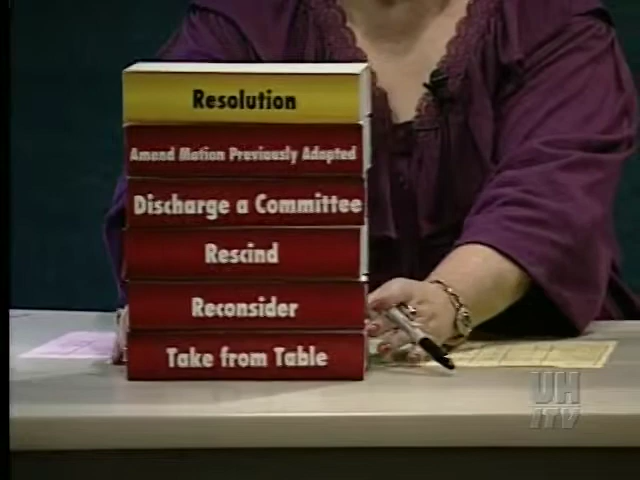 Resolution
Amend Motion Previously Adopted
Discharge a Committee
Rescind
Reconsider
Take from Table
UH
ITV